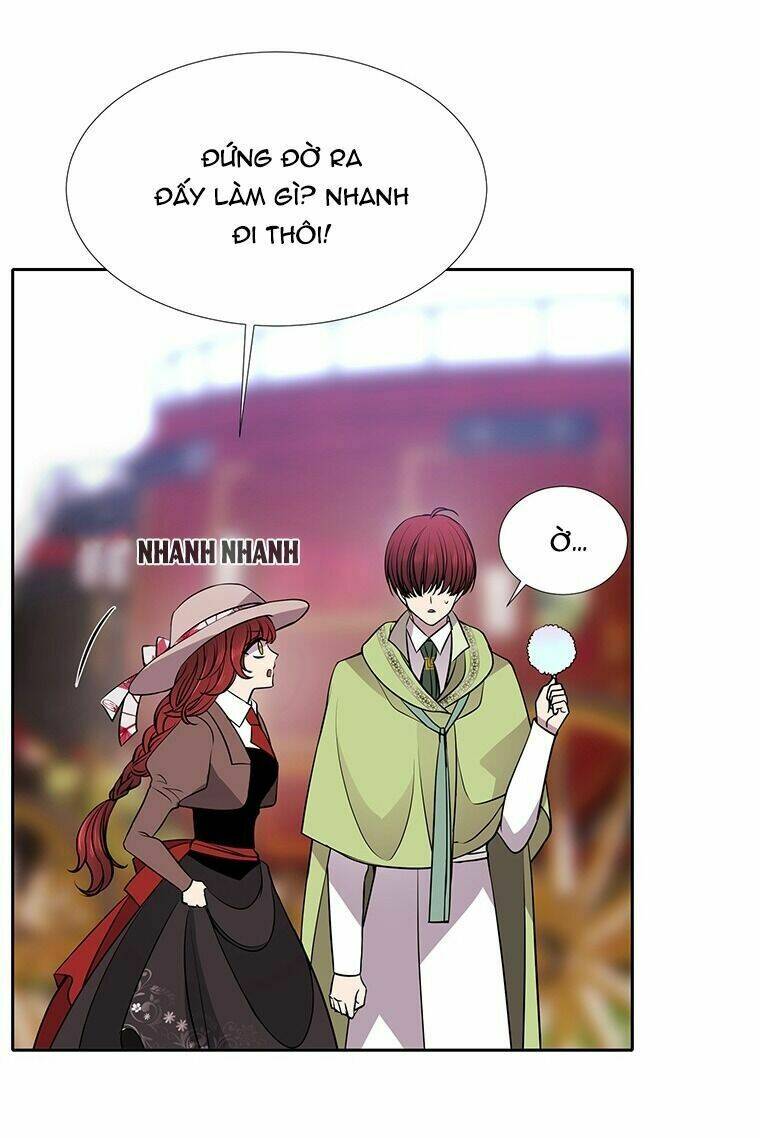 ĐỨNG ĐỜ RA
ĐẤY LÀM GÌ? NHANH
ĐI THÔI!
NHANH NHANH
Ờ...